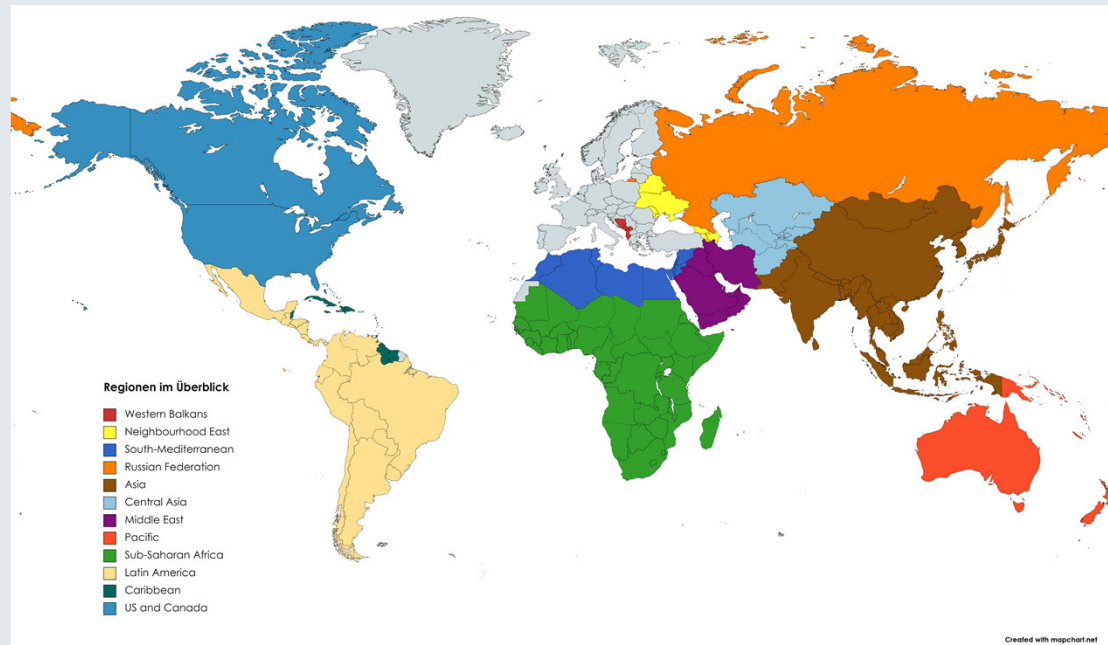 Regionen im Überblick
Western Balkans
Neighbourhood East
South-Mediterranean
Russian Federation
Asia
Central Asia
Middle East
Pacific
Sub-Saharan Africa
Latin America
Caribbean
US and Canada
Created with mapchart.net